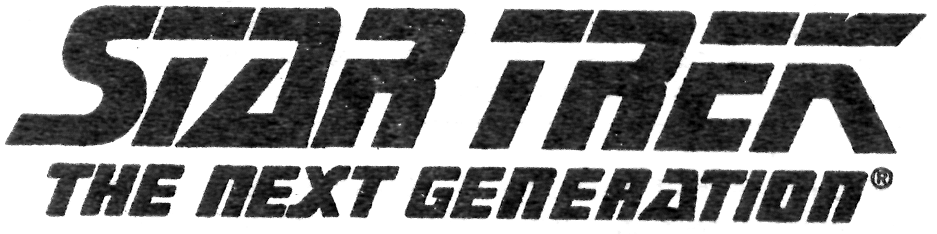 STAR TREK
THE NEXT GENERATION®